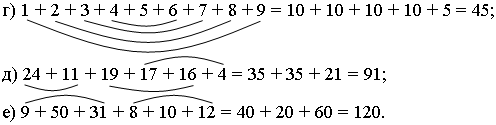 г) 1 + 2 + 3 + 4 + 5 + 6 + 7 + 8 + 9 = 10 + 10 + 10 + 10 + 5 = 45;
д) 24 + 11 + 19 + 17 + 16 + 4 = 35 + 35 + 21 = 91;
е) 9 + 50 + 31 + 8 + 10 + 12 = 40 + 20 + 60 = 120.